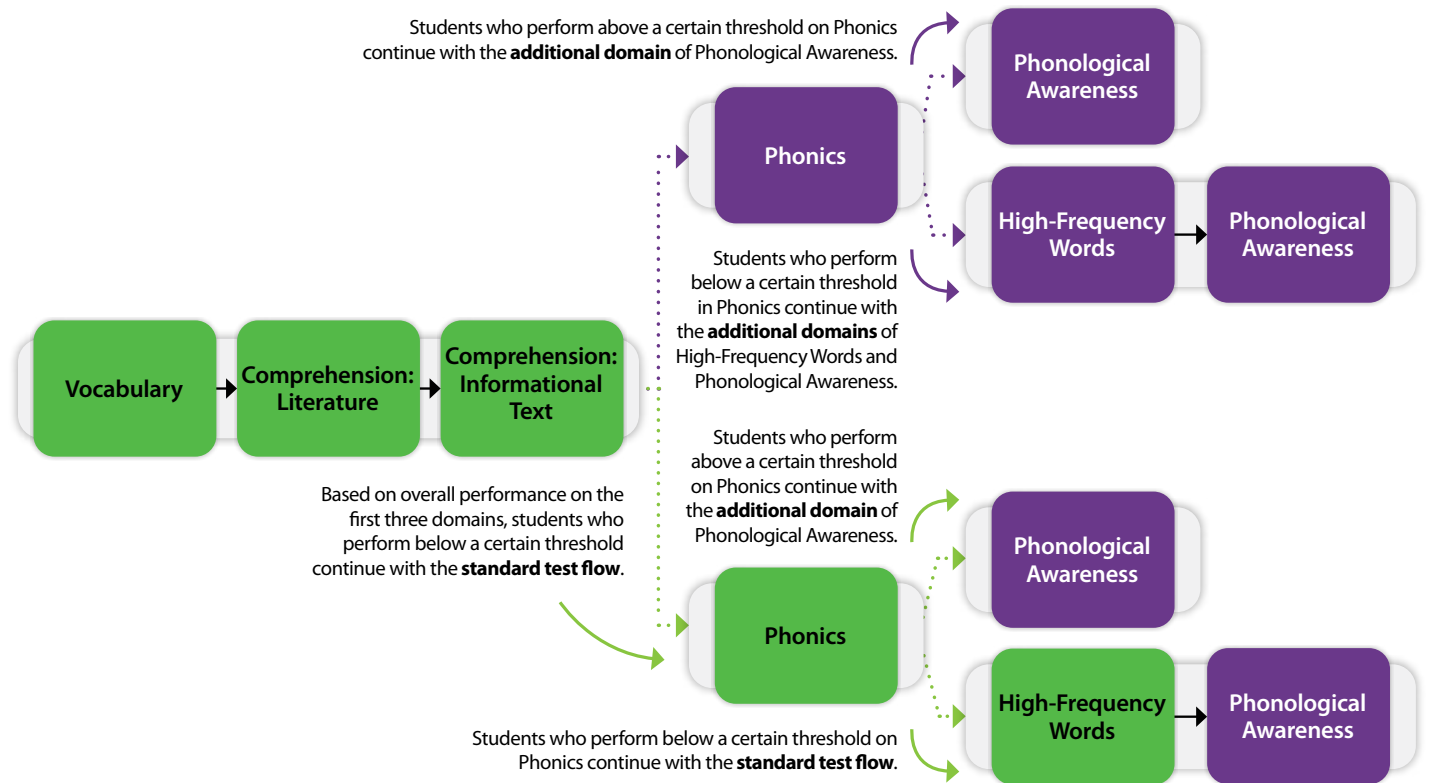 Students who perform above a certain threshold on Phonics
continue with the additional domain of Phonological Awareness.
Phonological
Awareness
Phonics
High-Frequency
Words
Phonological
Awareness
Students who perform
below a certain threshold
in Phonics continue with
the additional domains of
High-Frequency Words and
Phonological Awareness.
Vocabulary
Comprehension:
Literature
Comprehension:
Informational
Text
Based on overall performance on the
first three domains, students who
perform below a certain threshold
continue with the standard test flow.
Students who perform
above a certain threshold
on Phonics continue with
the additional domain of
Phonological Awareness.
Phonological
Awareness
Phonics
High-Frequency
Words
Phonological
Awareness
Students who perform below a certain threshold on
Phonics continue with the standard test flow.